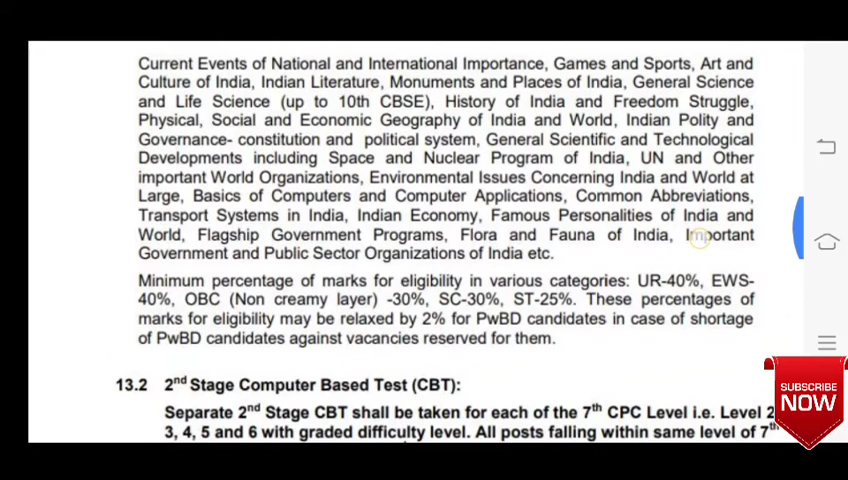 Current Events of National and International Importance, Games and Sports, Art and
Culture of India, Indian Literature, Monuments and Places of India, General Science
and Life Science (up to 10th CBSE), History of India and Freedom Struggle,
Physical, Social and Economic Geography of India and World, Indian Polity and
Governance- constitution and political system, General Scientific and Technological
Developments including Space and Nuclear Program of India, UN and Other
important World Organizations, Environmental Issues Concerning India and World at
Large, Basics of Computers and Computer Applications, Common Abbreviations,
Transport Systems in India, Indian Economy, Famous Personalities of India and
World, Flagship Government Programs, Flora and Fauna of India, Important
Government and Public Sector Organizations of India etc.
Minimum percentage of marks for eligibility in various categories: UR-40%, EWS-
40%, OBC (Non creamy layer) -30%, SC-30%, ST-25%. These percentages of
marks for eligibility may be relaxed by 2% for PwBD candidates in case of shortage
of PwBD candidates against vacancies reserved for them.
13.2 2nd Stage Computer Based Test (CBT):
Separate 2nd Stage CBT shall be taken for each of the 7th CPC Level i.e. Level 2
3, 4, 5 and 6 with graded difficulty level. All posts falling within same level of 7th
SUBSCRIBE
NOW